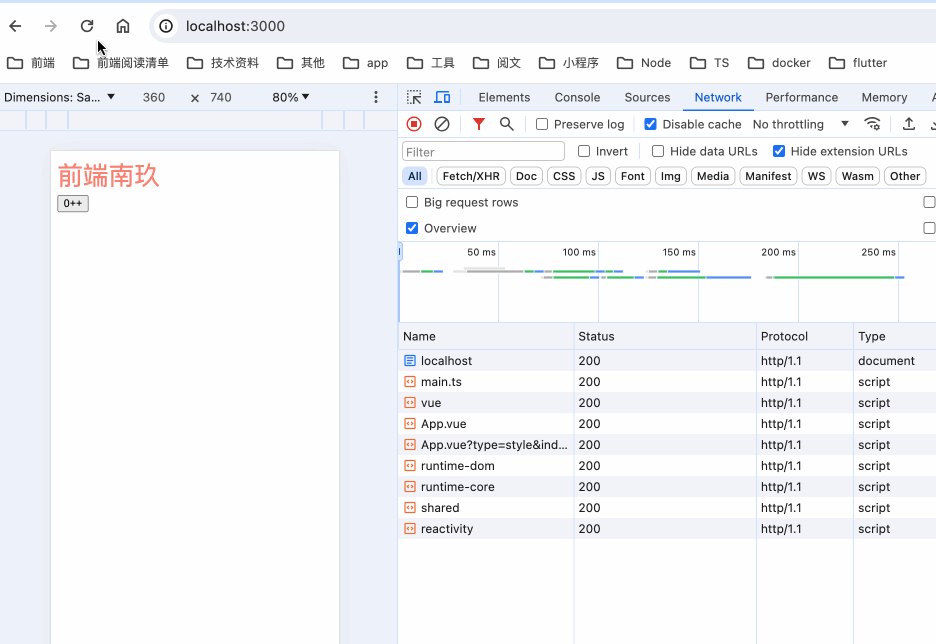 localhost:3000
前端 前端阅读清单 技术资料 其他 app 工具 阅文 小程序 Node TS docker flutter
Dimensions: Sa... 360 x 740 80%
Elements Console Sources Network Performance Memory
Preserve log Disable cache No throttling
Filter Invert Hide data URLs Hide extension URLs
All Fetch/XHR Doc CSS JS Font Img Media Manifest WS Wasm Other
前端南玖
0++
Big request rows
Overview
50 ms 100 ms 150 ms 200 ms 250 ms
Name Status Protocol Type
localhost 200 http/1.1 document
main.ts 200 http/1.1 script
vue 200 http/1.1 script
App.vue 200 http/1.1 script
App.vue?type=style&ind... 200 http/1.1 script
runtime-dom 200 http/1.1 script
runtime-core 200 http/1.1 script
shared 200 http/1.1 script
reactivity 200 http/1.1 script